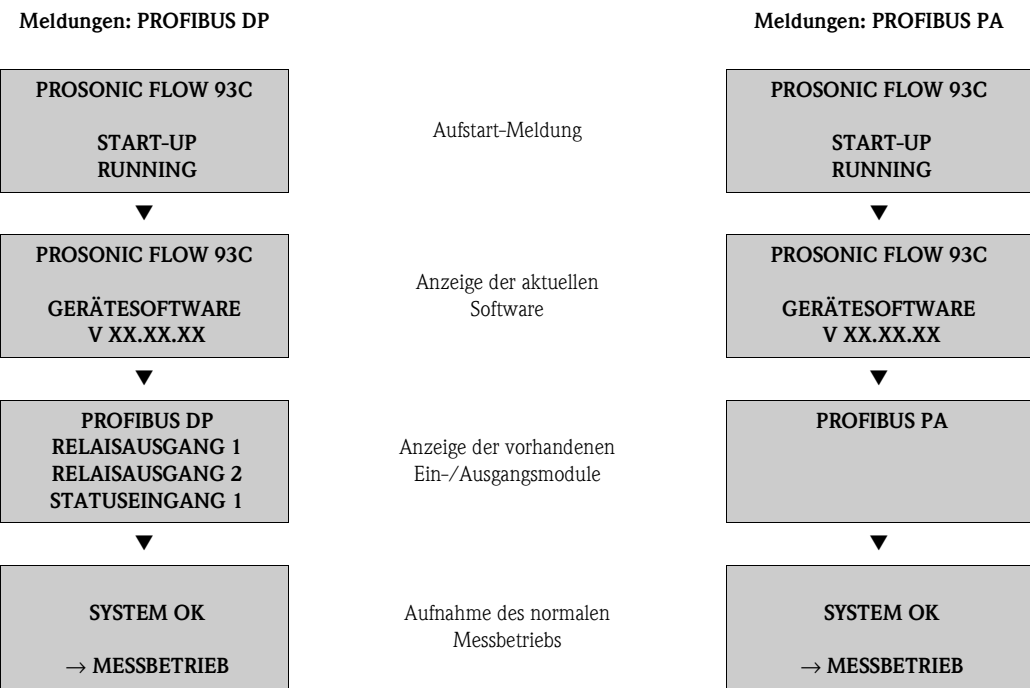 Meldungen: PROFIBUS DP
Meldungen: PROFIBUS PA
PROSONIC FLOW 93C
START-UP
RUNNING
Aufstart-Meldung
PROSONIC FLOW 93C
START-UP
RUNNING
▼
▼
PROSONIC FLOW 93C
GERÄTESOFTWARE
V XX.XX.XX
Anzeige der aktuellen
Software
PROSONIC FLOW 93C
GERÄTESOFTWARE
V XX.XX.XX
▼
▼
PROFIBUS DP
RELAISAUSGANG 1
RELAISAUSGANG 2
STATUSEINGANG 1
Anzeige der vorhandenen
Ein-/Ausgangsmodule
PROFIBUS PA
▼
▼
SYSTEM OK
→ MESSBETRIEB
Aufnahme des normalen
Messbetriebs
SYSTEM OK
→ MESSBETRIEB